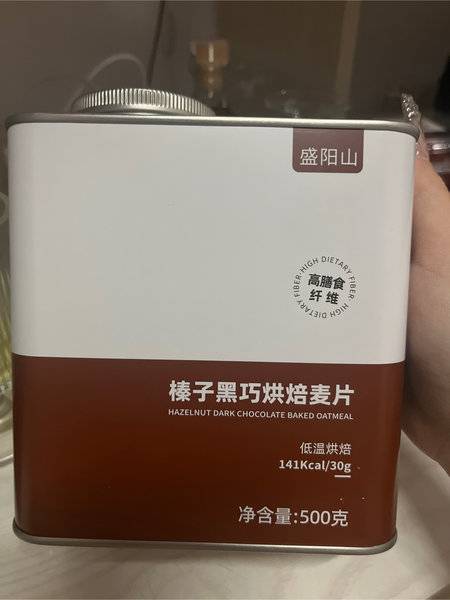 盛阳山
HIGH DIETARY FIBER·HIGH DIETARY FIBER·
高膳食
纤维
榛子黑巧烘焙麦片
HAZELNUT DARK CHOCOLATE BAKED OATMEAL
低温烘焙
141Kcal/30g
净含量:500克